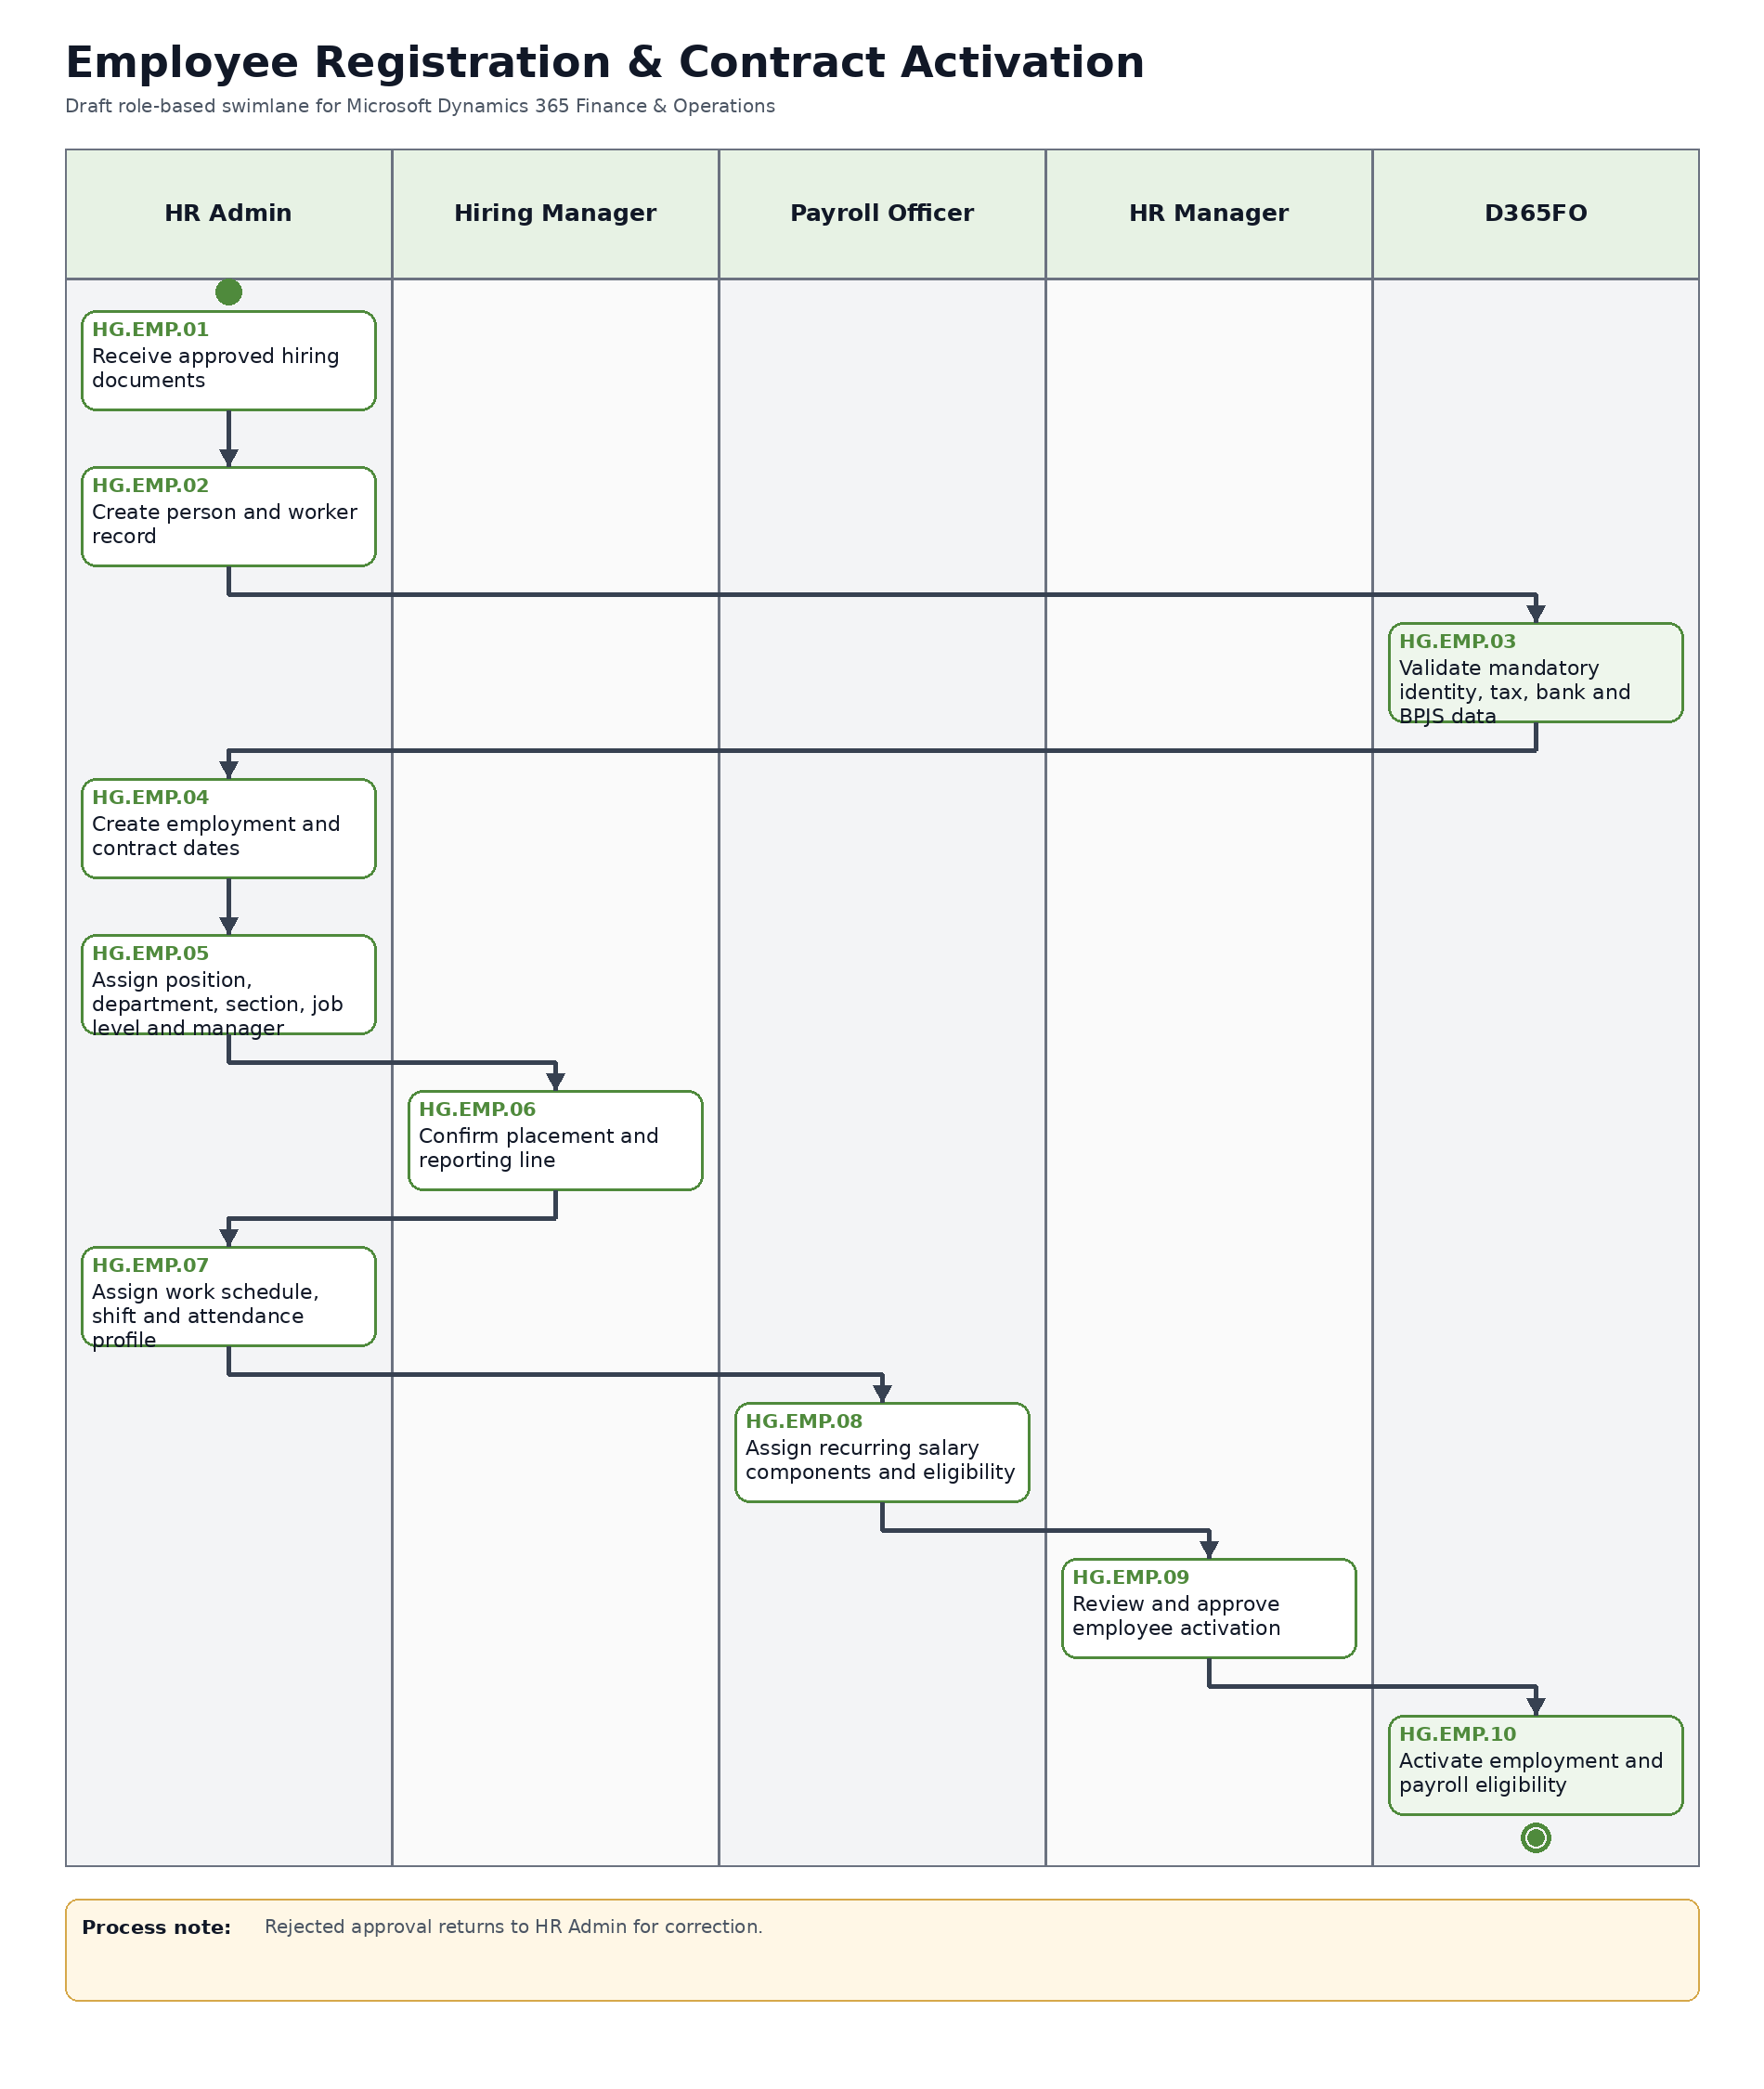 Employee Registration & Contract Activation
Draft role-based swimlane for Microsoft Dynamics 365 Finance & Operations
HR Admin
Hiring Manager
Payroll Officer
HR Manager
D365FO
HG.EMP.01
Receive approved hiring
documents
HG.EMP.02
Create person and worker
record
HG.EMP.03
Validate mandatory
identity, tax, bank and
BPJS data
HG.EMP.04
Create employment and
contract dates
HG.EMP.05
Assign position,
department, section, job
level and manager
HG.EMP.06
Confirm placement and
reporting line
HG.EMP.07
Assign work schedule,
shift and attendance
profile
HG.EMP.08
Assign recurring salary
components and eligibility
HG.EMP.09
Review and approve
employee activation
HG.EMP.10
Activate employment and
payroll eligibility
Process note: Rejected approval returns to HR Admin for correction.